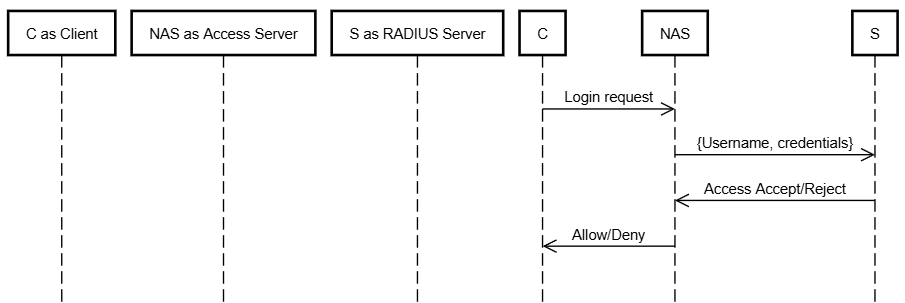 C as Client
NAS as Access Server
S as RADIUS Server
C
NAS
S
Login request
{Username, credentials}
Access Accept/Reject
Allow/Deny